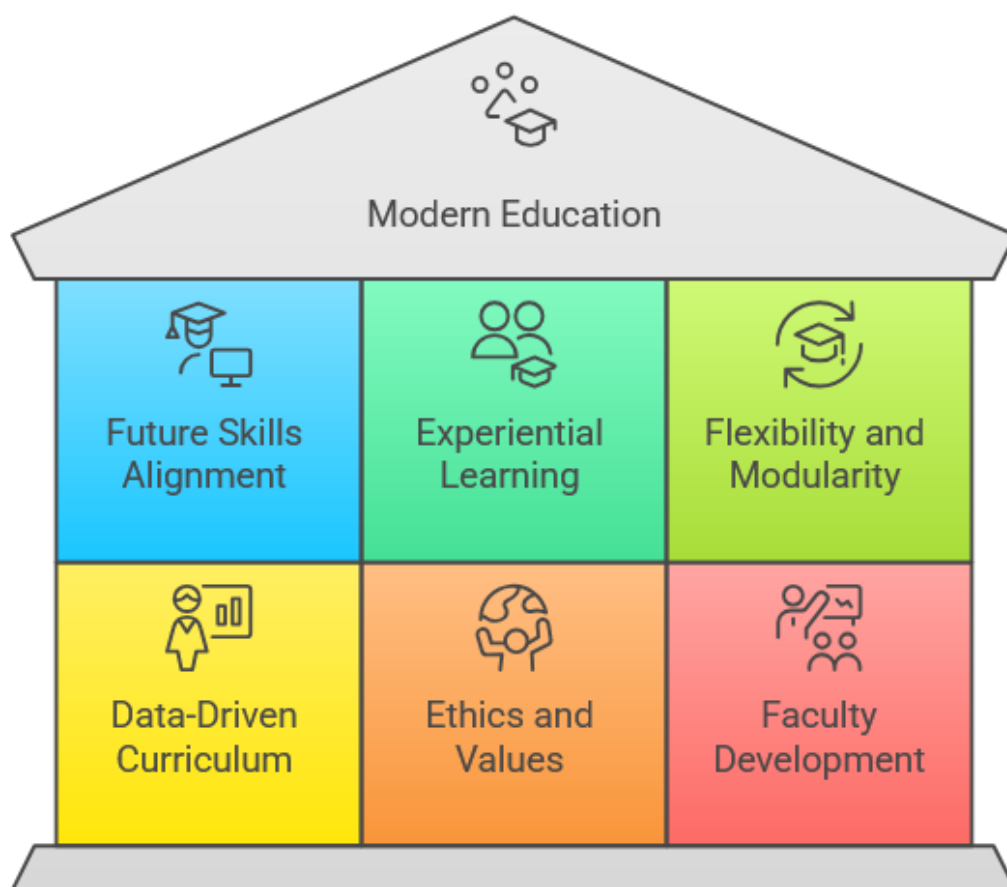 Modern Education
Future Skills
Alignment
Experiential
Learning
Flexibility and
Modularity
Data-Driven
Curriculum
Ethics and
Values
Faculty
Development